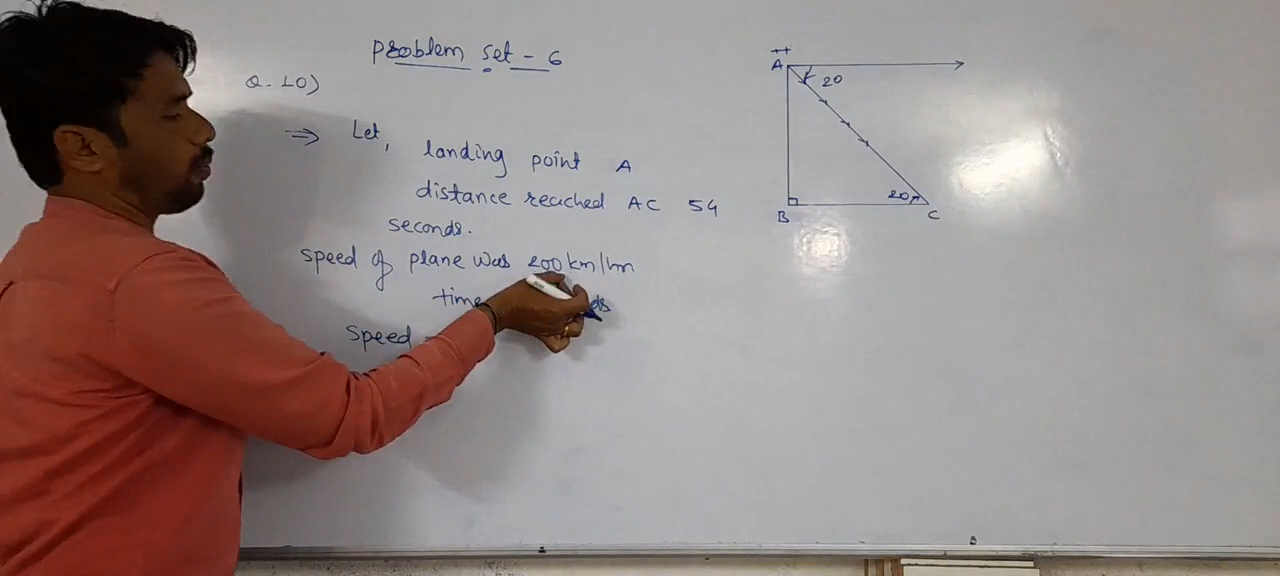 Problem set - 6
Q. 10)
⇒ Let,
landing point A
distance reached AC 54
seconds.
speed of plane was 200 km/hr
time
speed =
A
20
20
B
C